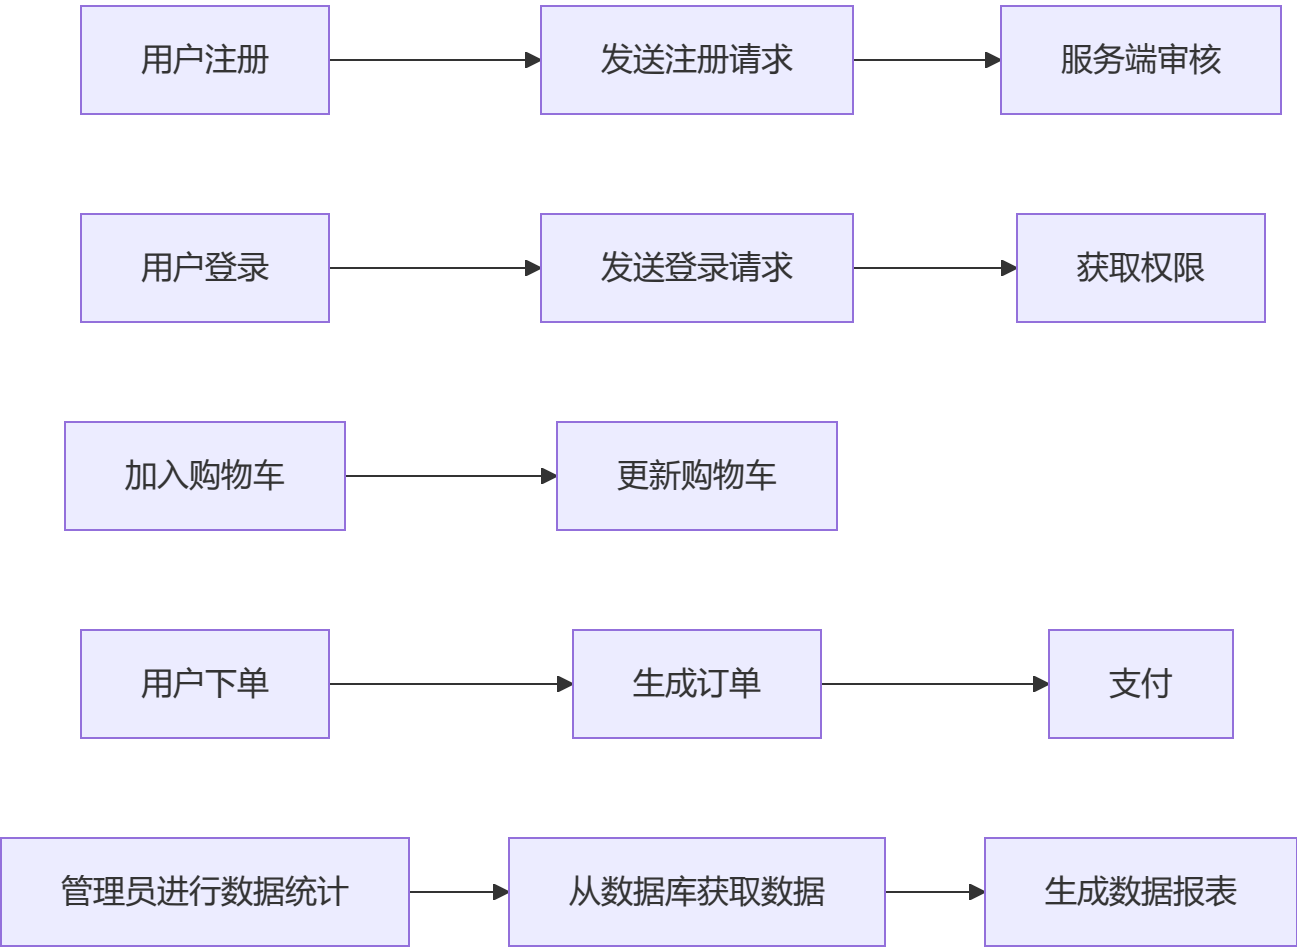 用户注册
发送注册请求
服务端审核
用户登录
发送登录请求
获取权限
加入购物车
更新购物车
用户下单
生成订单
支付
管理员进行数据统计
从数据库获取数据
生成数据报表